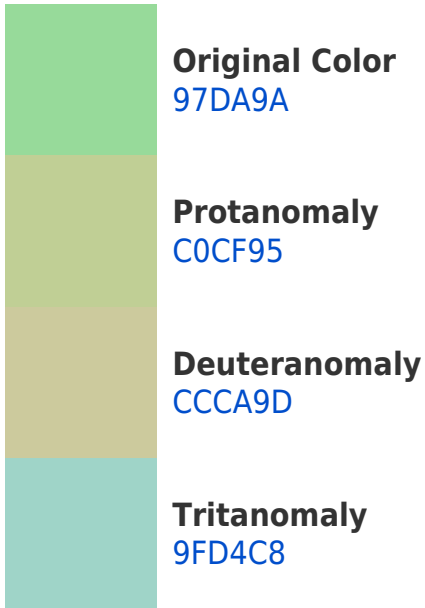 Original Color
97DA9A
Protanomaly
C0CF95
Deuteranomaly
CCCA9D
Tritanomaly
9FD4C8